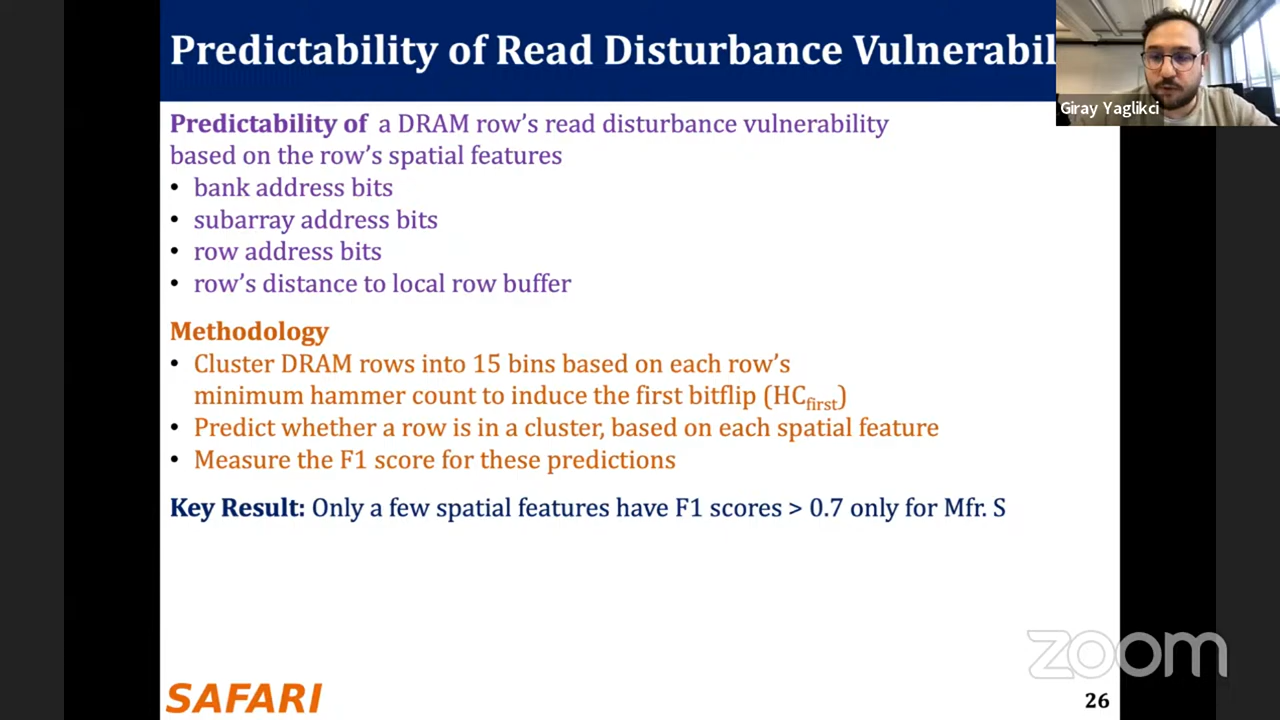 Predictability of Read Disturbance Vulnerabil
Giray Yaglikci
Predictability of a DRAM row’s read disturbance vulnerability
based on the row’s spatial features
• bank address bits
• subarray address bits
• row address bits
• row’s distance to local row buffer
Methodology
• Cluster DRAM rows into 15 bins based on each row’s
minimum hammer count to induce the first bitflip (HCfirst)
• Predict whether a row is in a cluster, based on each spatial feature
• Measure the F1 score for these predictions
Key Result: Only a few spatial features have F1 scores > 0.7 only for Mfr. S
zoom
SAFARI
26